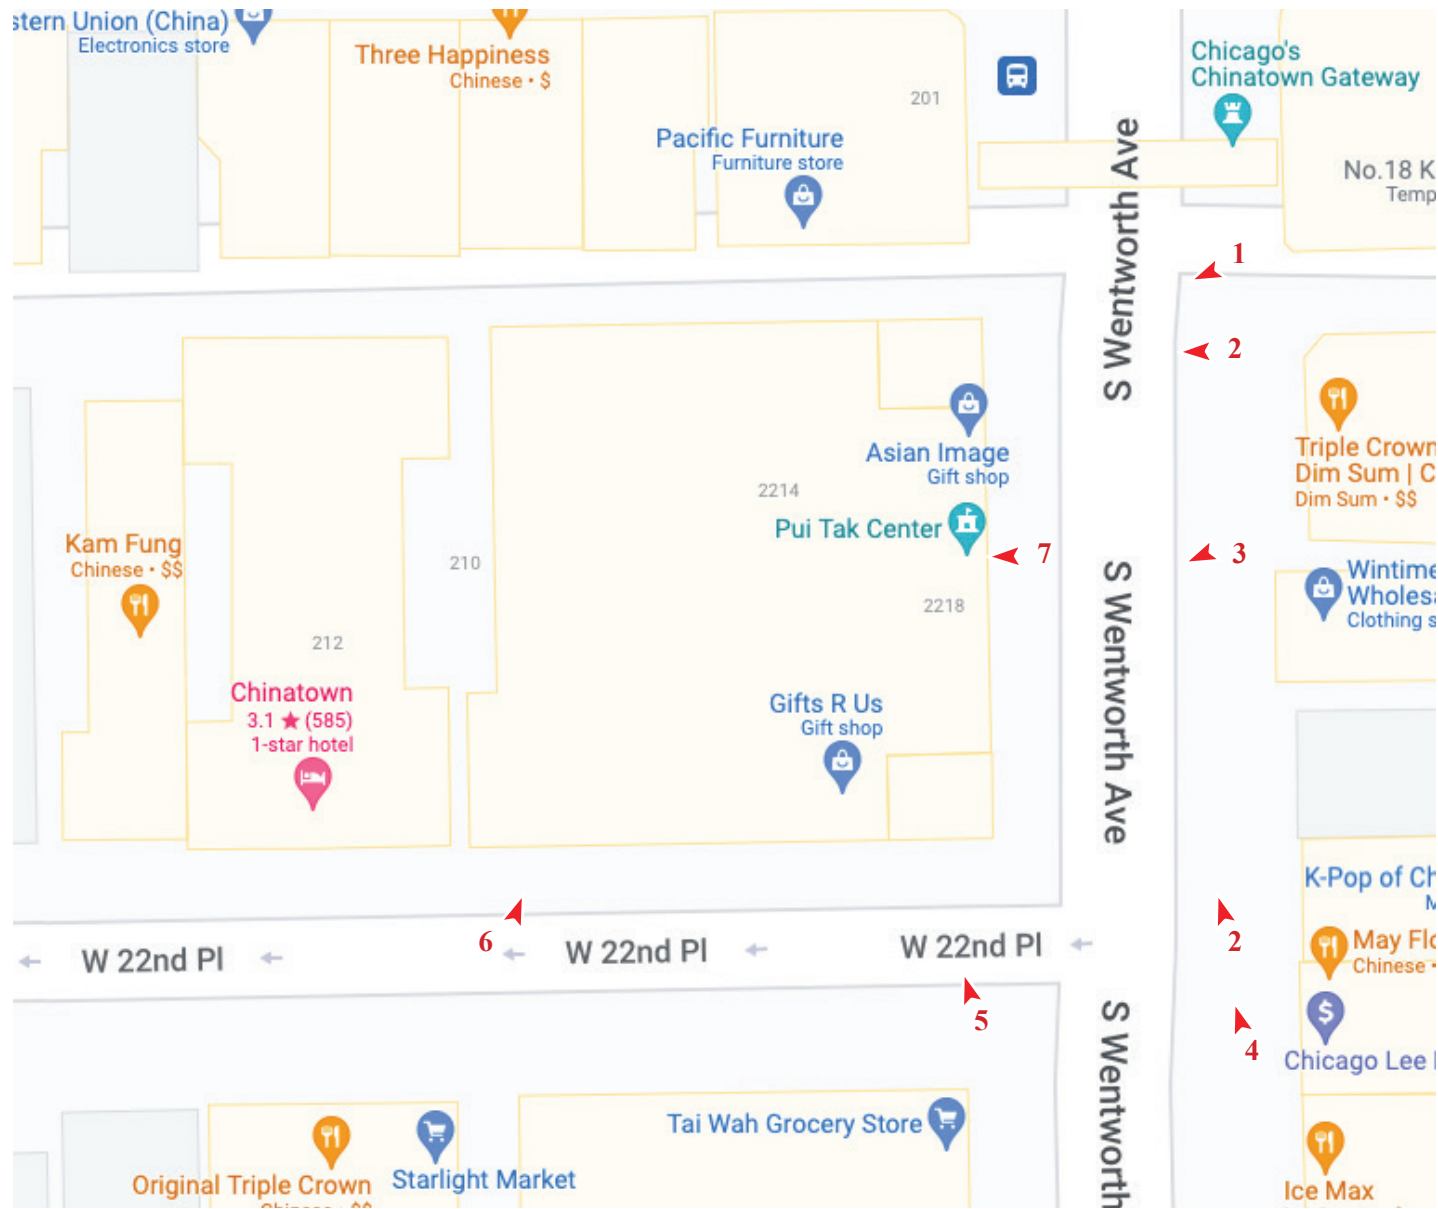 stern Union (China)
Electronics store
Three Happiness
Chinese • $
201
Pacific Furniture
Furniture store
Chicago's
Chinatown Gateway
No.18 K
Temp
S Wentworth Ave
1
2
Triple Crown
Dim Sum | C
Dim Sum • $$
Asian Image
Gift shop
2214
Pui Tak Center
7
3
Kam Fung
Chinese • $$
210
Wintime
Wholesa
Clothing s
2218
212
S Wentworth Ave
Chinatown
3.1 ★ (585)
1-star hotel
Gifts R Us
Gift shop
K-Pop of Ch
M
6
2
May Flo
Chinese •
W 22nd Pl
W 22nd Pl
W 22nd Pl
5
4
S Wentworth
$
Chicago Lee
Tai Wah Grocery Store
Original Triple Crown
Chinese • $$
Starlight Market
Ice Max